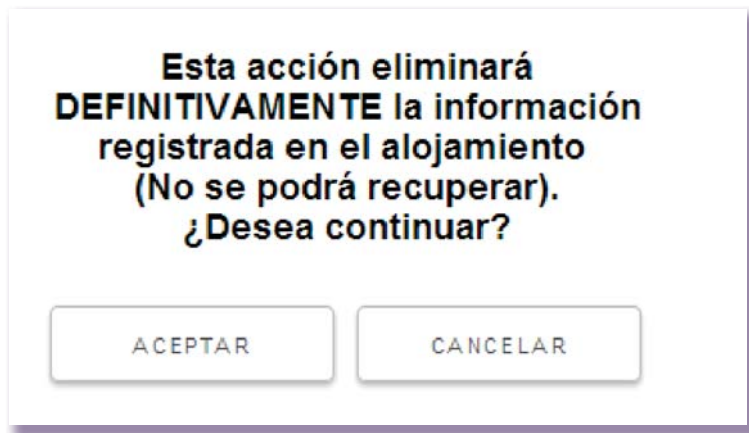 Esta acción eliminará
DEFINITIVAMENTE la información
registrada en el alojamiento
(No se podrá recuperar).
¿Desea continuar?
ACEPTAR
CANCELAR